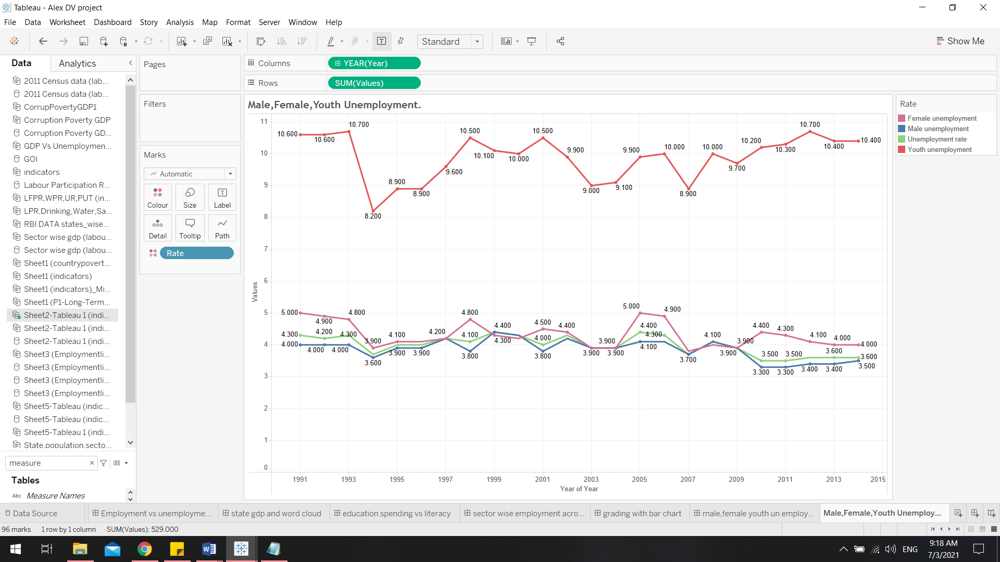 Tableau - Alex DV project
File Data Worksheet Dashboard Story Analysis Map Format Server Window Help
Standard
Show Me
Data Analytics
2011 Census data (lab...
2011 Census data (lab...
CorrupPovertyGDP1
Corruption Poverty GDP
Corruption Poverty GD...
GDP Vs Unemploymen...
GOI
indicators
Labour Participation R...
LFPR,WPR,UR,PUT (in...
LPR,Drinking,Water,Sa...
RBI DATA states_wise...
Sector wise gdp (labou...
Sector wise gdp (labou...
Sheet1 (countrypovert...
Sheet1 (indicators)
Sheet1 (indicators)_Mi...
Sheet1 (P1-Long-Term...
Sheet2-Tableau 1 (indi...
Sheet2-Tableau 1 (indi...
Sheet2-Tableau 1 (indi...
Sheet3 (Employmentli...
Sheet3 (Employmentli...
Sheet3 (Employmentli...
Sheet3 (Employmentli...
Sheet5-Tableau (indic...
Sheet5-Tableau (indic...
Sheet5-Tableau 1 (indi...
State,population,secto...
measure
Tables
Abc Measure Names
Pages
Filters
Marks
Automatic
Colour Size Label
Detail Tooltip Path
Rate
Columns YEAR(Year)
Rows SUM(Values)
Male,Female,Youth Unemployment.
11
10
9
8
7
6
5
4
3
2
1
0
Values
10.600 10.600 10.700 8.200 8.900 8.900 9.600 10.500 10.100 10.000 10.500 9.900 9.000 9.100 9.900 10.000 8.900 10.000 9.700 10.200 10.300 10.700 10.400 10.400
5.000 4.900 4.800 3.900 4.100 4.200 4.800 4.300 4.500 4.400 3.900 5.000 4.900 3.900 4.400 4.300 4.100 4.000 4.000
4.300 4.200 4.300 4.100 4.400 4.000 4.400 4.300 4.100 3.500 3.500 3.600 3.600
4.000 4.000 4.000 3.600 3.900 3.900 3.800 3.800 3.900 3.900 4.100 3.700 3.900 3.300 3.300 3.400 3.400 3.500
1991 1993 1995 1997 1999 2001 2003 2005 2007 2009 2011 2013 2015
Year of Year
Rate
Female unemployment
Male unemployment
Unemployment rate
Youth unemployment
Data Source Employment vs unemployme... state gdp and word cloud education spending vs literacy sector wise employment acro... grading with bar chart male,female youth un employ... Male,Female,Youth Unemploy...
96 marks 1 row by 1 column SUM(Values): 529.000
ENG
9:18 AM
7/3/2021